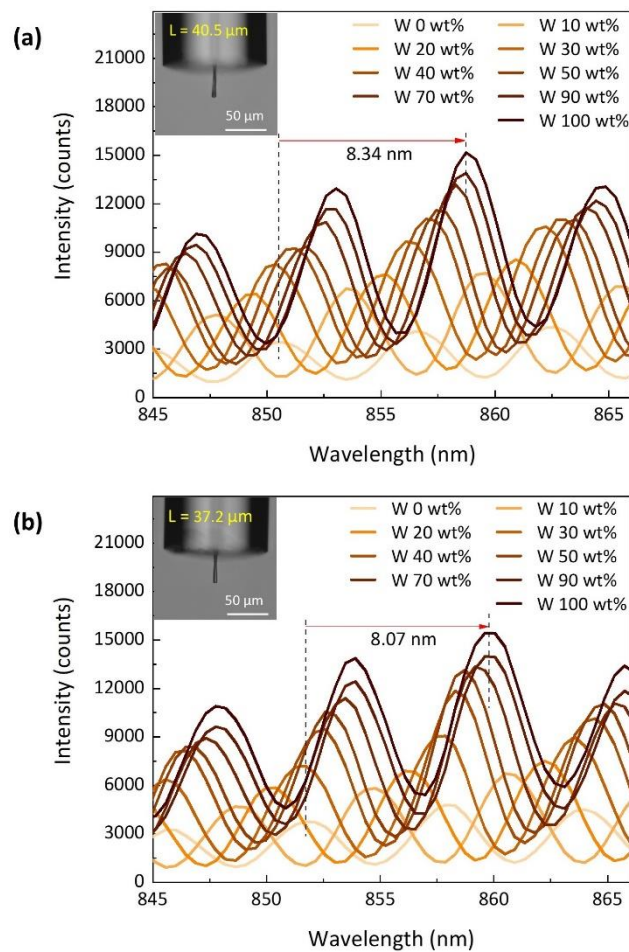 (a)
L = 40.5 µm
50 µm
W 0 wt%
W 10 wt%
W 20 wt%
W 30 wt%
W 40 wt%
W 50 wt%
W 70 wt%
W 90 wt%
W 100 wt%
8.34 nm
Intensity (counts)
21000
18000
15000
12000
9000
6000
3000
0
845
850
855
860
865
Wavelength (nm)
(b)
L = 37.2 µm
50 µm
W 0 wt%
W 10 wt%
W 20 wt%
W 30 wt%
W 40 wt%
W 50 wt%
W 70 wt%
W 90 wt%
W 100 wt%
8.07 nm
Intensity (counts)
21000
18000
15000
12000
9000
6000
3000
0
845
850
855
860
865
Wavelength (nm)